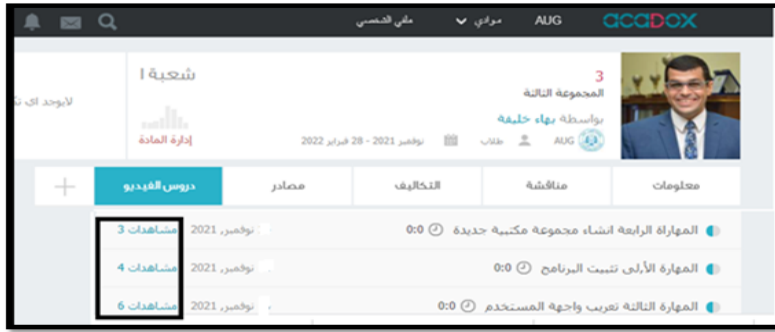 acadox AUG موادي ملفي الشخصي
3
المجموعة الثالثة
بواسطة بهاء خليفة
AUG طلاب نوفمبر 2021 - 28 فبراير 2022
شعبة ا
إدارة المادة
لايوجد اى
معلومات مناقشة التكاليف مصادر دروس الفيديو
المهاراة الرابعة انشاء مجموعة مكتبية جديدة 0:0 نوفمبر, 2021 مشاهدات 3
المهارة الأولى تثبيت البرنامج 0:0 نوفمبر, 2021 مشاهدات 4
المهارة الثالثة تعريب واجهة المستخدم 0:0 نوفمبر, 2021 مشاهدات 6